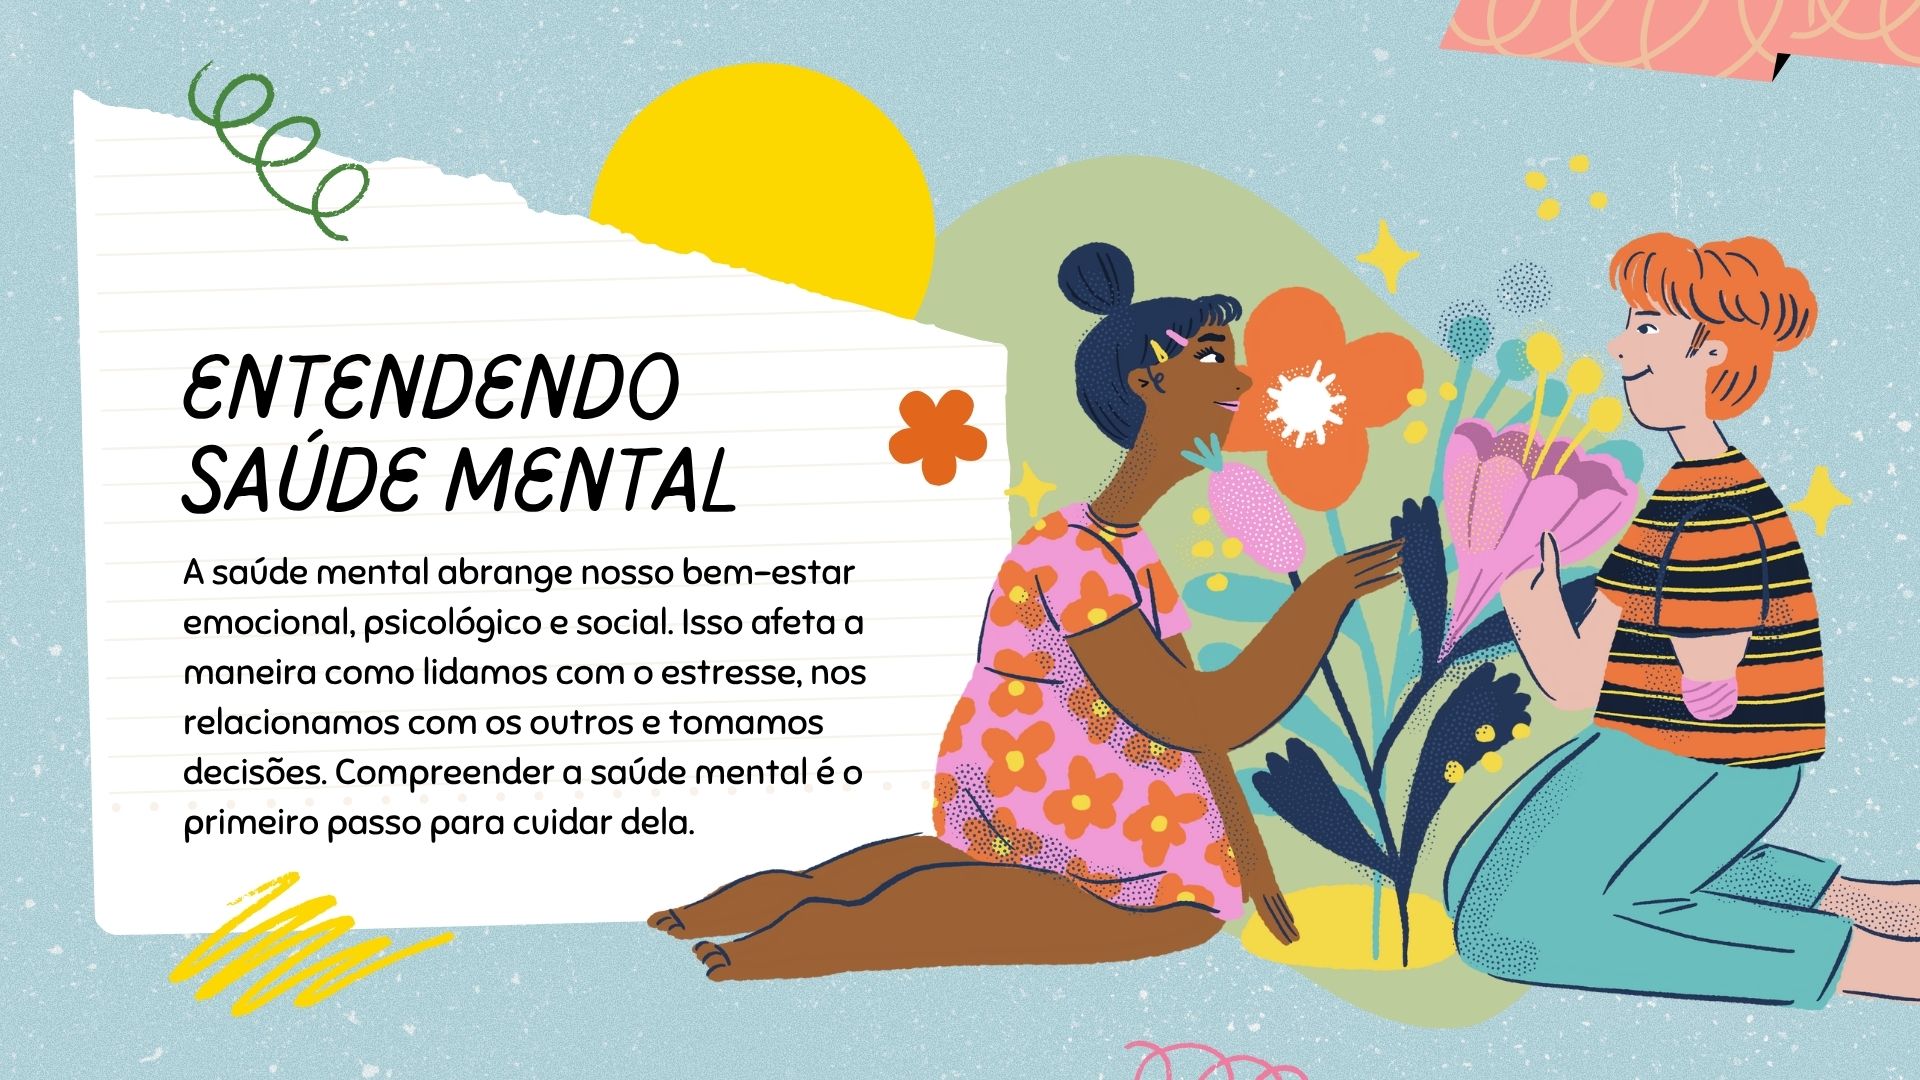 ENTENDENDO
SAÚDE MENTAL
A saúde mental abrange nosso bem-estar
emocional, psicológico e social. Isso afeta a
maneira como lidamos com o estresse, nos
relacionamos com os outros e tomamos
decisões. Compreender a saúde mental é o
primeiro passo para cuidar dela.